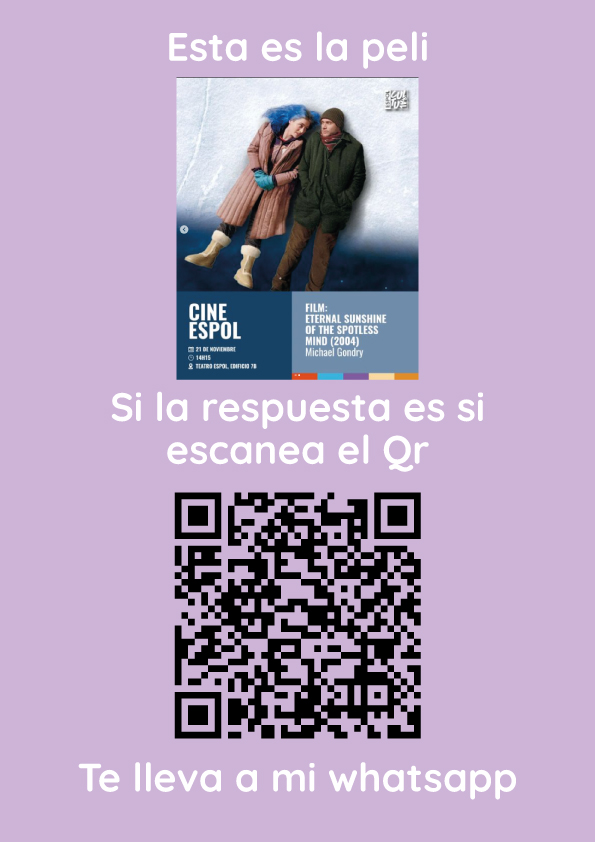 Esta es la peli
CINE
ESPOL
21 DE NOVIEMBRE
14H15
TEATRO ESPOL, EDIFICIO 7B
FILM:
ETERNAL SUNSHINE
OF THE SPOTLESS
MIND (2004)
Michael Gondry
Si la respuesta es si
escanea el Qr
Te lleva a mi whatsapp